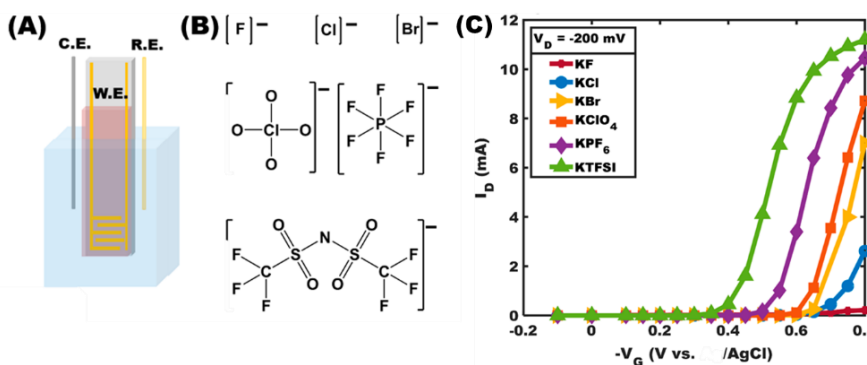 (A)
C.E.
R.E.
W.E.
(B)
[F]⁻
[Cl]⁻
[Br]⁻
O
O Cl O
O
F
F F
P
F F
F
O O
S N S
O O
F C C F
F F
F F
(C)
V_D = -200 mV
KF
KCl
KBr
KClO₄
KPF₆
KTFSI
I_D (mA)
12
10
8
6
4
2
0
-0.2 0 0.2 0.4 0.6 0.
-V_G (V vs. /AgCl)